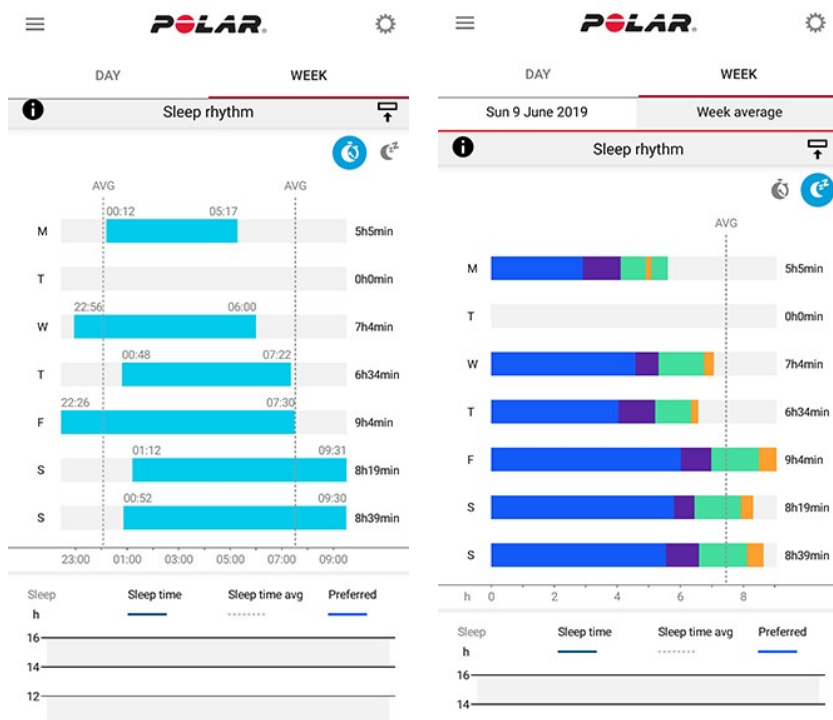 POLAR.
DAY WEEK
Sleep rhythm
AVG AVG
00:12 05:17
M 5h5min
T 0h0min
22:56 06:00
W 7h4min
00:48 07:22
T 6h34min
22:26 07:30
F 9h4min
01:12 09:31
S 8h19min
00:52 09:30
S 8h39min
23:00 01:00 03:00 05:00 07:00 09:00
Sleep Sleep time Sleep time avg Preferred
h
16
14
12
POLAR.
DAY WEEK
Sun 9 June 2019 Week average
Sleep rhythm
AVG
M 5h5min
T 0h0min
W 7h4min
T 6h34min
F 9h4min
S 8h19min
S 8h39min
h 0 2 4 6 8
Sleep Sleep time Sleep time avg Preferred
h
16
14